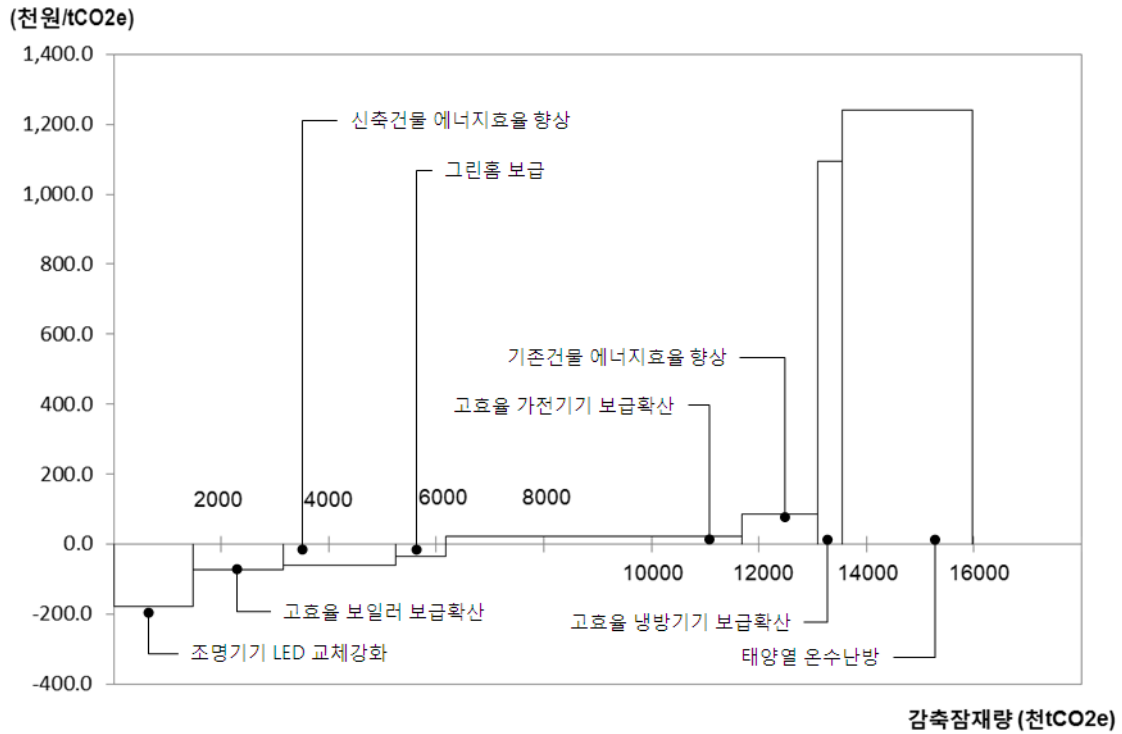 (천원/tCO2e)
1,400.0
1,200.0
신축건물 에너지효율 향상
그린홈 보급
1,000.0
800.0
600.0
기존건물 에너지효율 향상
400.0
고효율 가전기기 보급확산
200.0
2000 4000 6000 8000
0.0
10000 12000 14000 16000
-200.0
고효율 보일러 보급확산
고효율 냉방기기 보급확산
조명기기 LED 교체강화
태양열 온수난방
-400.0
감축잠재량 (천tCO2e)